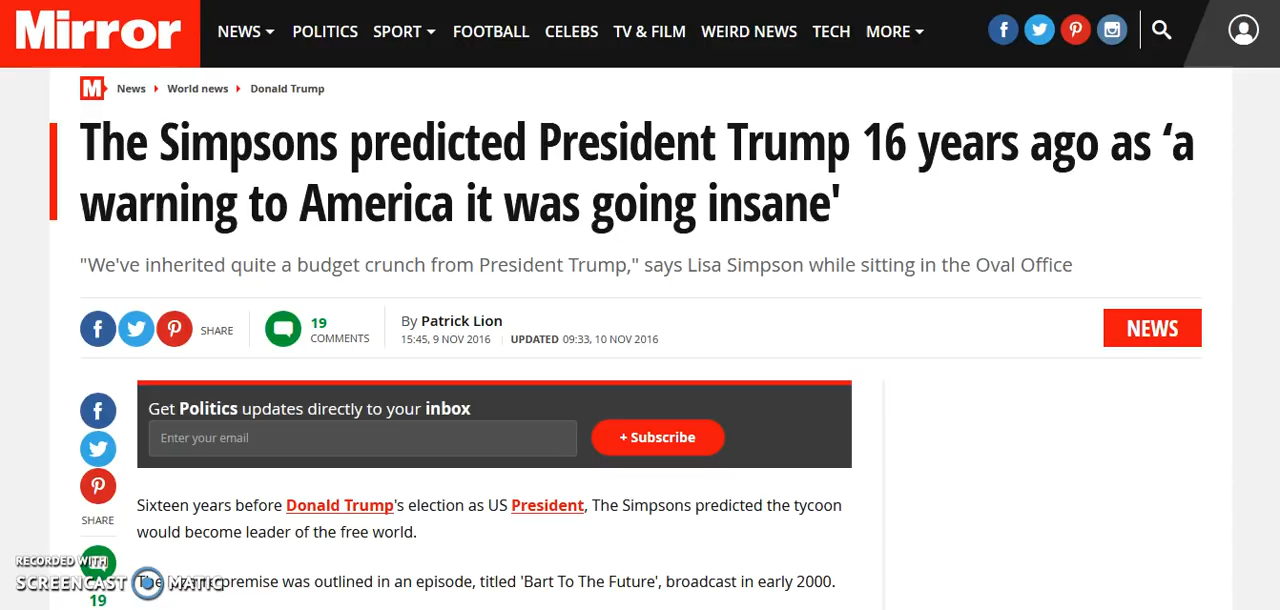 Mirror
NEWS POLITICS SPORT FOOTBALL CELEBS TV & FILM WEIRD NEWS TECH MORE
M News World news Donald Trump
The Simpsons predicted President Trump 16 years ago as ‘a
warning to America it was going insane'
"We've inherited quite a budget crunch from President Trump," says Lisa Simpson while sitting in the Oval Office
SHARE
19
COMMENTS
By Patrick Lion
15:45, 9 NOV 2016 UPDATED 09:33, 10 NOV 2016
NEWS
Get Politics updates directly to your inbox
Enter your email
+ Subscribe
SHARE
19
Sixteen years before Donald Trump's election as US President, The Simpsons predicted the tycoon
would become leader of the free world.
The premise was outlined in an episode, titled 'Bart To The Future', broadcast in early 2000.
RECORDED WITH
SCREENCAST MATIC